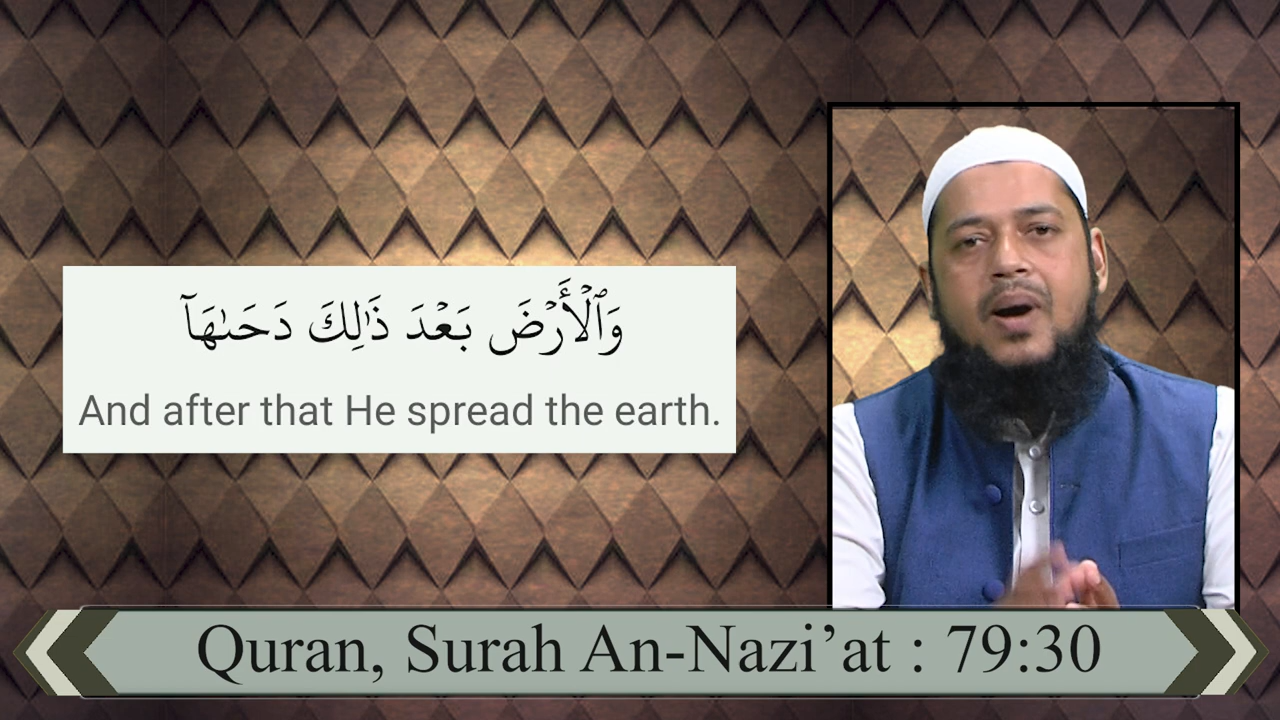 وَٱلْأَرْضَ بَعْدَ ذَٰلِكَ دَحَىٰهَآ
And after that He spread the earth.
Quran, Surah An-Nazi’at : 79:30